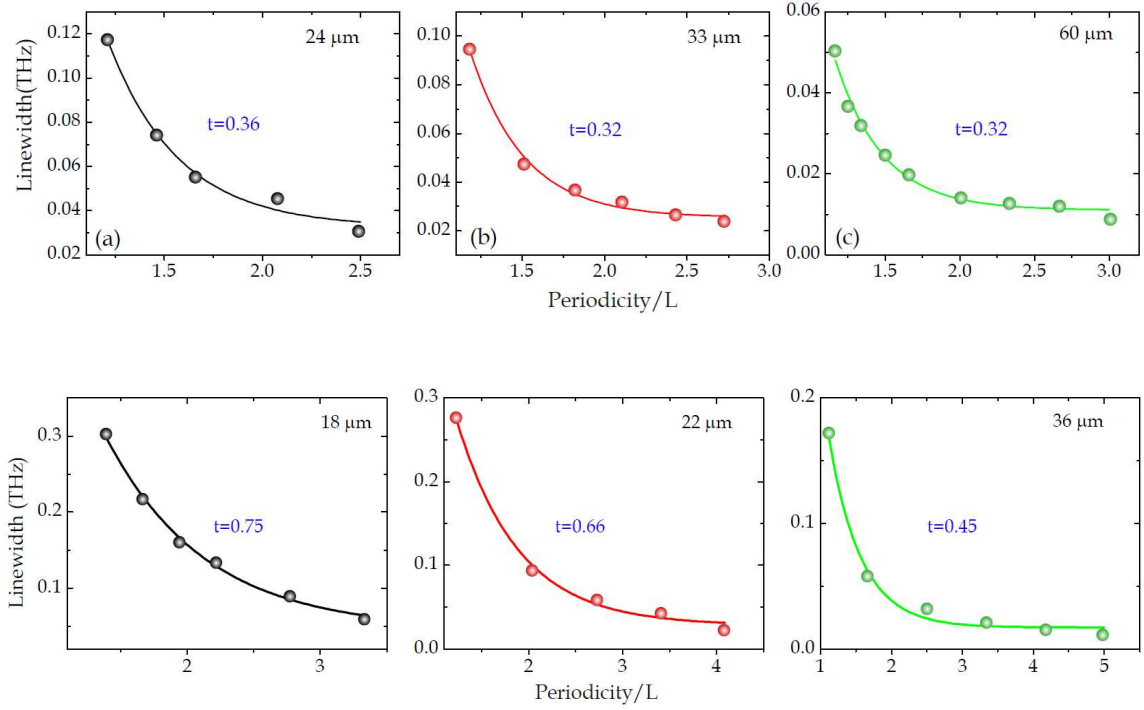 24 μm
33 μm
60 μm
t=0.36
t=0.32
t=0.32
Linewidth(THz)
0.12
0.10
0.08
0.06
0.04
0.02
0.10
0.08
0.06
0.04
0.02
0.06
0.04
0.02
0.00
(a)
(b)
(c)
1.5 2.0 2.5
1.5 2.0 2.5 3.0
1.5 2.0 2.5 3.0
Periodicity/L
18 μm
22 μm
36 μm
t=0.75
t=0.66
t=0.45
Linewidth (THz)
0.3
0.2
0.1
0.3
0.2
0.1
0.0
0.2
0.1
0.0
2 3
2 3 4
1 2 3 4 5
Periodicity/L